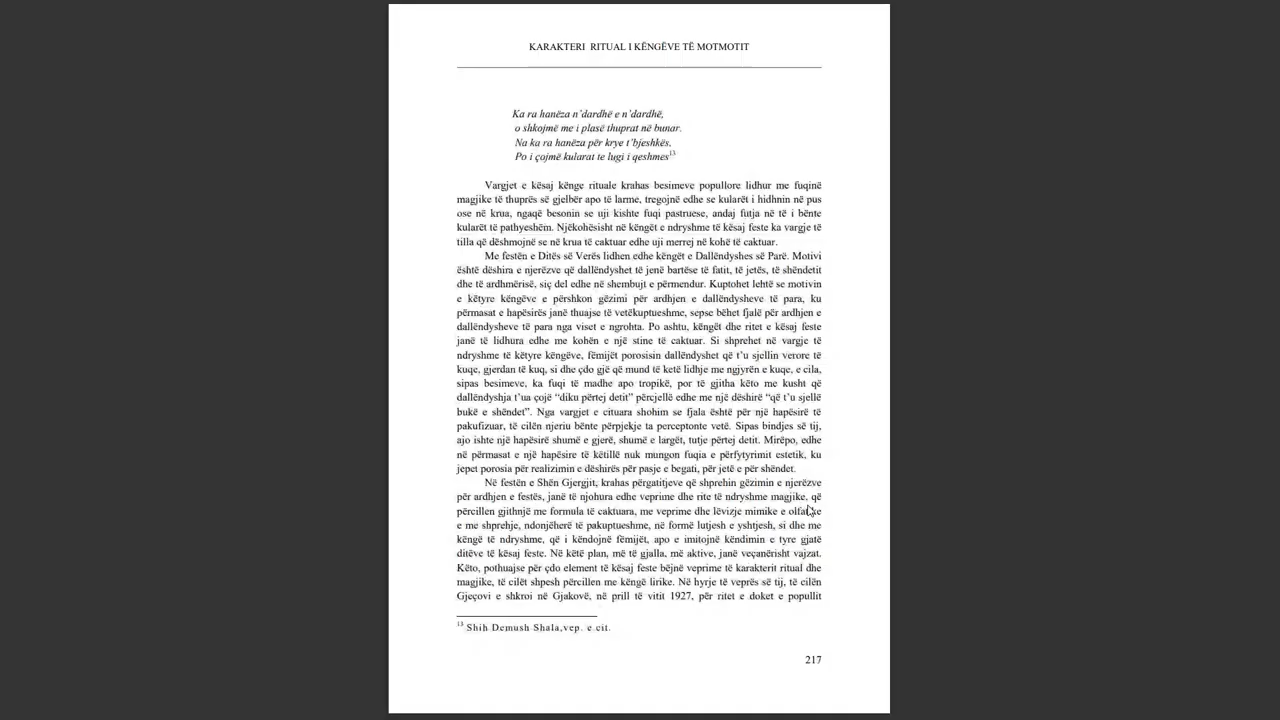 KARAKTERI RITUAL I KËNGËVE TË MOTMOTIT
Ka ra hanëza n'dardhë e n'dardhë,
o shkojmë me i plasë thuprat në bunar.
Na ka ra hanëza për krye t'bjeshkës,
Po i çojmë kularat te lugi i qeshmes13
Vargjet e kësaj kënge rituale krahas besimeve popullore lidhur me fuqinë
magjike të thuprës së gjelbër apo të larme, tregojnë edhe se kularët i hidhnin në pus
ose në krua, ngaqë besonin se uji kishte fuqi pastruese, andaj futja në të i bënte
kularët të pathyeshëm. Njëkohësisht në këngët e ndryshme të kësaj feste ka vargje të
tilla që dëshmojnë se në krua të caktuar edhe uji merrej në kohë të caktuar.
Me festën e Ditës së Verës lidhen edhe këngët e Dallëndyshes së Parë. Motivi
është dëshira e njerëzve që dallëndyshet të jenë bartëse të fatit, të jetës, të shëndetit
dhe të ardhmërisë, siç del edhe në shembujt e përmendur. Kuptohet lehtë se motivin
e këtyre këngëve e përshkon gëzimi për ardhjen e dallëndysheve të para, ku
përmasat e hapësirës janë thuajse të vetëkuptueshme, sepse bëhet fjalë për ardhjen e
dallëndysheve të para nga viset e ngrohta. Po ashtu, këngët dhe ritet e kësaj feste
janë të lidhura edhe me kohën e një stine të caktuar. Si shprehet në vargje të
ndryshme të këtyre këngëve, fëmijët porosisin dallëndyshet që t'u sjellin verore të
kuqe, gjerdan të kuq, si dhe çdo gjë që mund të ketë lidhje me ngjyrën e kuqe, e cila,
sipas besimeve, ka fuqi të madhe apo tropikë, por të gjitha këto me kusht që
dallëndyshja t'ua çojë “diku përtej detit” përcjellë edhe me një dëshirë “që t'u sjellë
bukë e shëndet”. Nga vargjet e cituara shohim se fjala është për një hapësirë të
pakufizuar, të cilën njeriu bënte përpjekje ta perceptonte vetë. Sipas bindjes së tij,
ajo ishte një hapësirë shumë e gjerë, shumë e largët, tutje përtej detit. Mirëpo, edhe
në përmasat e një hapësire të këtillë nuk mungon fuqia e përfytyrimit estetik, ku
jepet porosia për realizimin e dëshirës për pasje e begati, për jetë e për shëndet.
Në festën e Shën Gjergjit, krahas përgatitjeve që shprehin gëzimin e njerëzve
për ardhjen e festës, janë të njohura edhe veprime dhe rite të ndryshme magjike, që
përcillen gjithnjë me formula të caktuara, me veprime dhe lëvizje mimike e
e me shprehje, ndonjëherë të pakuptueshme, në formë lutjesh e yshtjesh, si dhe me
këngë të ndryshme, që i këndojnë fëmijët, apo e imitojnë këndimin e tyre gjatë
ditëve të kësaj feste. Në këtë plan, më të gjalla, më aktive, janë veçanërisht vajzat.
Këto, pothuajse për çdo element të kësaj feste bëjnë veprime të karakterit ritual dhe
magjike, të cilët shpesh përcillen me këngë lirike. Në hyrje të veprës së tij, të cilën
Gjeçovi e shkroi në Gjakovë, në prill të vitit 1927, për ritet e doket e popullit
13 Shih Demush Shala,vep. e cit.
217